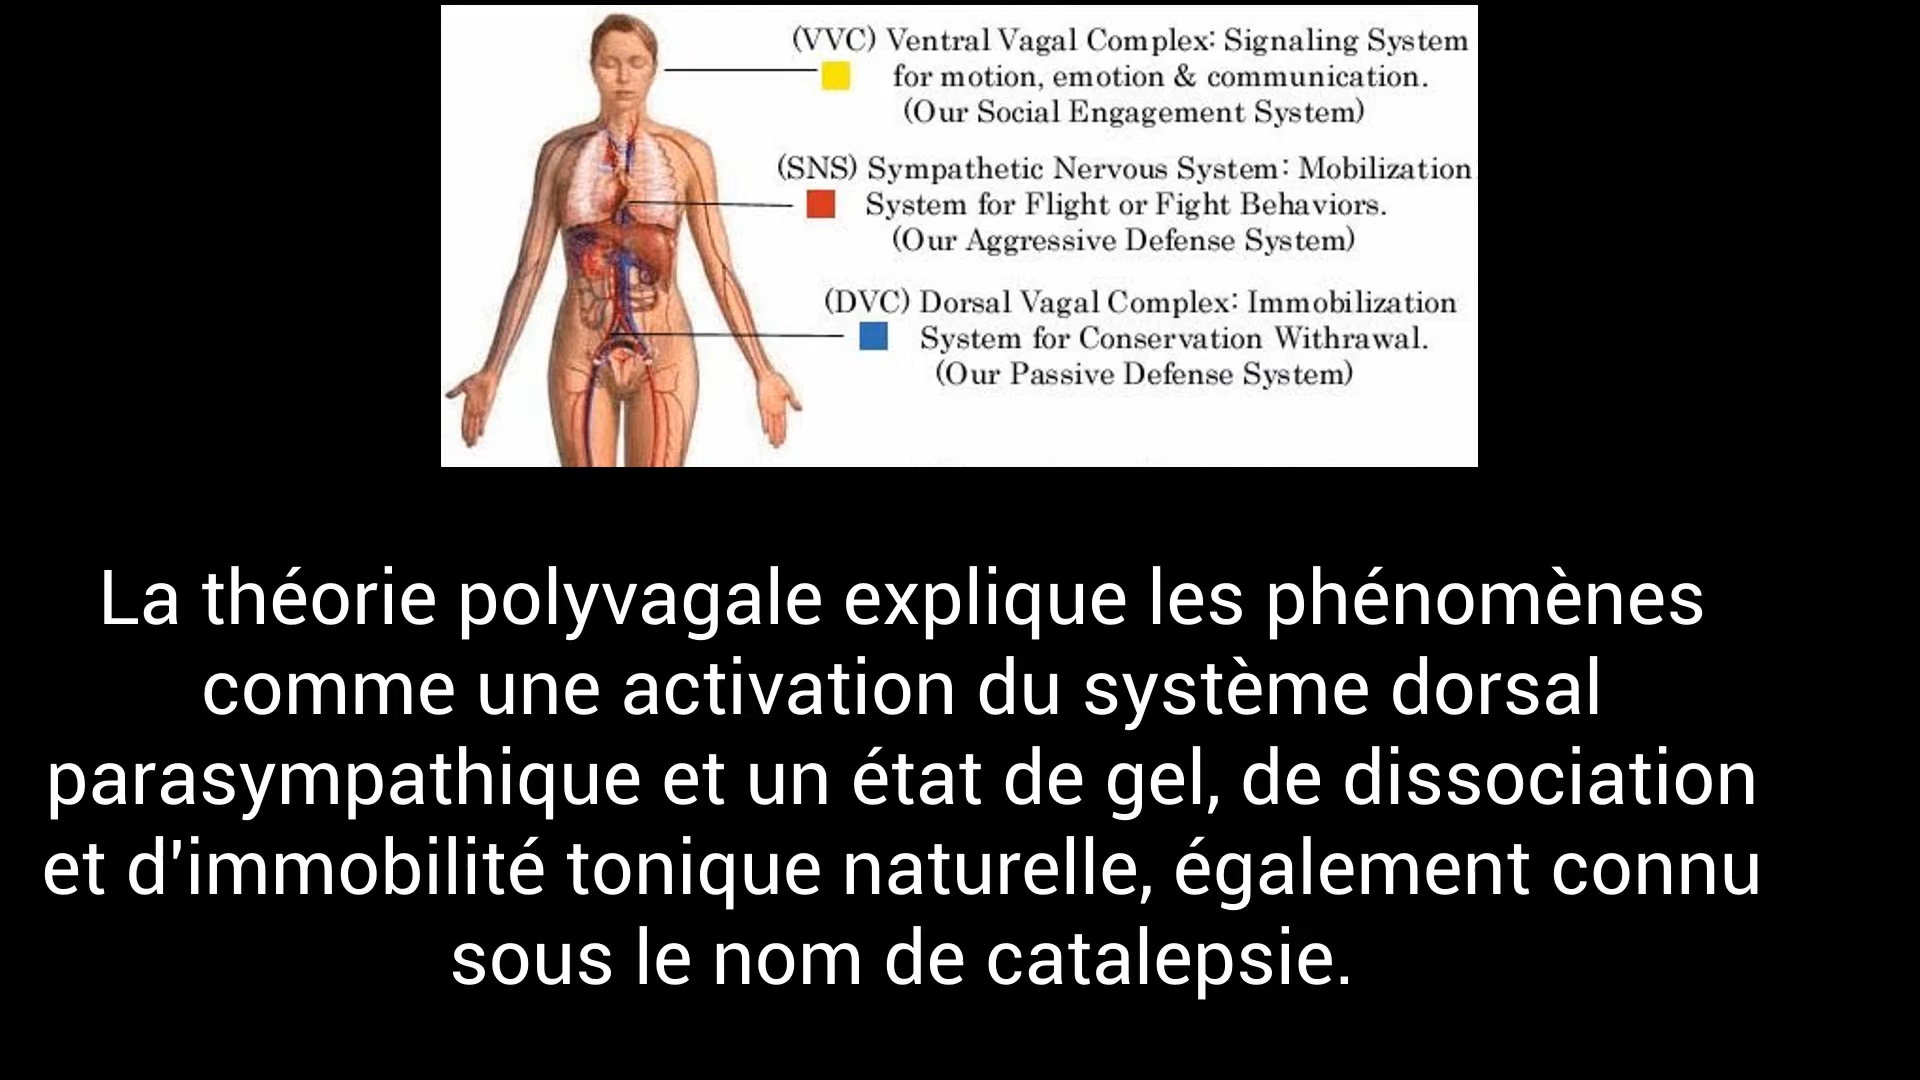 (VVC) Ventral Vagal Complex: Signaling System
for motion, emotion & communication.
(Our Social Engagement System)
(SNS) Sympathetic Nervous System: Mobilization
System for Flight or Fight Behaviors.
(Our Aggressive Defense System)
(DVC) Dorsal Vagal Complex: Immobilization
System for Conservation Withrawal.
(Our Passive Defense System)
La théorie polyvagale explique les phénomènes
comme une activation du système dorsal
parasympathique et un état de gel, de dissociation
et d'immobilité tonique naturelle, également connu
sous le nom de catalepsie.